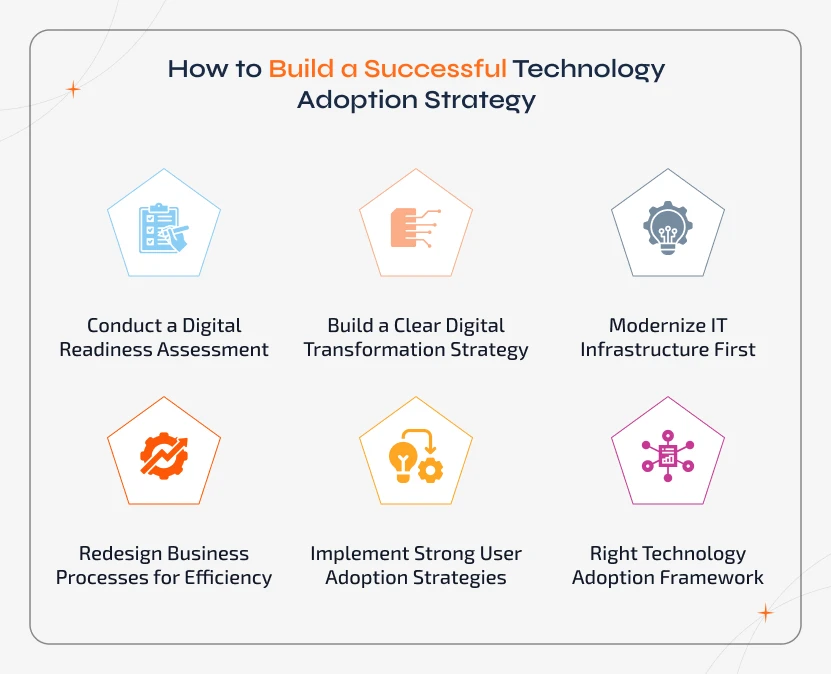 How to Build a Successful Technology
Adoption Strategy
Conduct a Digital
Readiness Assessment
Build a Clear Digital
Transformation Strategy
Modernize IT
Infrastructure First
Redesign Business
Processes for Efficiency
Implement Strong User
Adoption Strategies
Right Technology
Adoption Framework